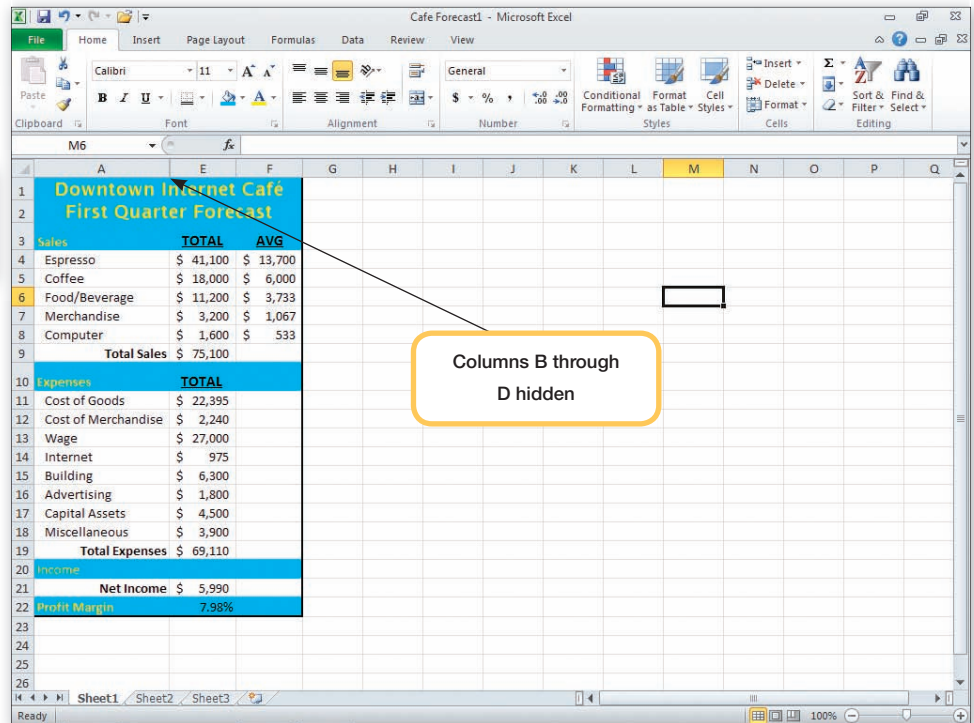 Cafe Forecast1 - Microsoft Excel
File Home Insert Page Layout Formulas Data Review View
Paste
Calibri 11 A A
B I U A
General
$ % , .0 .00 .00 .0
Conditional Formatting
Format as Table
Cell Styles
Insert
Delete
Format
Σ
Sort & Filter
Find & Select
Clipboard Font Alignment Number Styles Cells Editing
M6 fx
A E F G H I J K L M N O P Q
1 Downtown Internet Café
2 First Quarter Forecast
3 Sales TOTAL AVG
4 Espresso $ 41,100 $ 13,700
5 Coffee $ 18,000 $ 6,000
6 Food/Beverage $ 11,200 $ 3,733
7 Merchandise $ 3,200 $ 1,067
8 Computer $ 1,600 $ 533
9 Total Sales $ 75,100
10 Expenses TOTAL
11 Cost of Goods $ 22,395
12 Cost of Merchandise $ 2,240
13 Wage $ 27,000
14 Internet $ 975
15 Building $ 6,300
16 Advertising $ 1,800
17 Capital Assets $ 4,500
18 Miscellaneous $ 3,900
19 Total Expenses $ 69,110
20 Income
21 Net Income $ 5,990
22 Profit Margin 7.98%
23
24
25
26
Columns B through
D hidden
Sheet1 Sheet2 Sheet3
Ready 100%